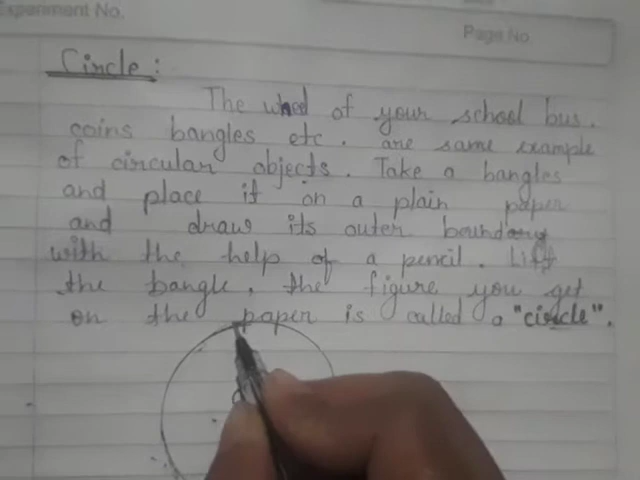 Experiment No.
Page No
Circle :
The wheel of your school bus.
coins bangles etc. are same example
of circular objects. Take a bangles
and place it on a plain paper
and draw its outer boundary
with the help of a pencil. Lift
the bangle, the figure you get
on the paper is called a "circle".